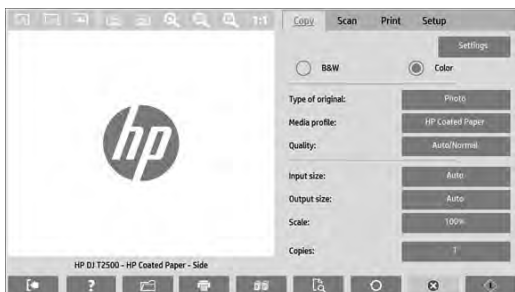 1:1
Copy Scan Print Setup
Settings
B&W Color
Type of original: Photo
Media profile: HP Coated Paper
Quality: Auto/Normal
Input size: Auto
Output size: Auto
Scale: 100%
Copies: 1
hp
HP DJ T2500 - HP Coated Paper - Side
?